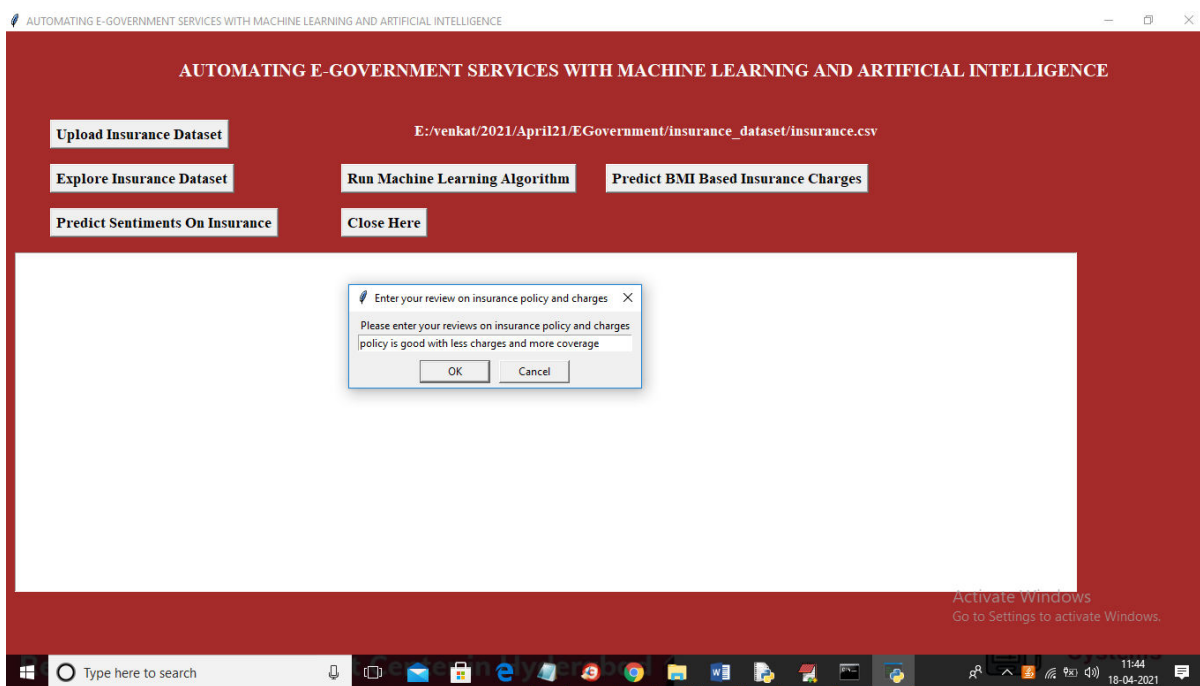 AUTOMATING E-GOVERNMENT SERVICES WITH MACHINE LEARNING AND ARTIFICIAL INTELLIGENCE
AUTOMATING E-GOVERNMENT SERVICES WITH MACHINE LEARNING AND ARTIFICIAL INTELLIGENCE
Upload Insurance Dataset
E:/venkat/2021/April21/EGovernment/insurance_dataset/insurance.csv
Explore Insurance Dataset
Run Machine Learning Algorithm
Predict BMI Based Insurance Charges
Predict Sentiments On Insurance
Close Here
Enter your review on insurance policy and charges
Please enter your reviews on insurance policy and charges
policy is good with less charges and more coverage
OK
Cancel
Activate Windows
Go to Settings to activate Windows.
Type here to search
11:44
18-04-2021